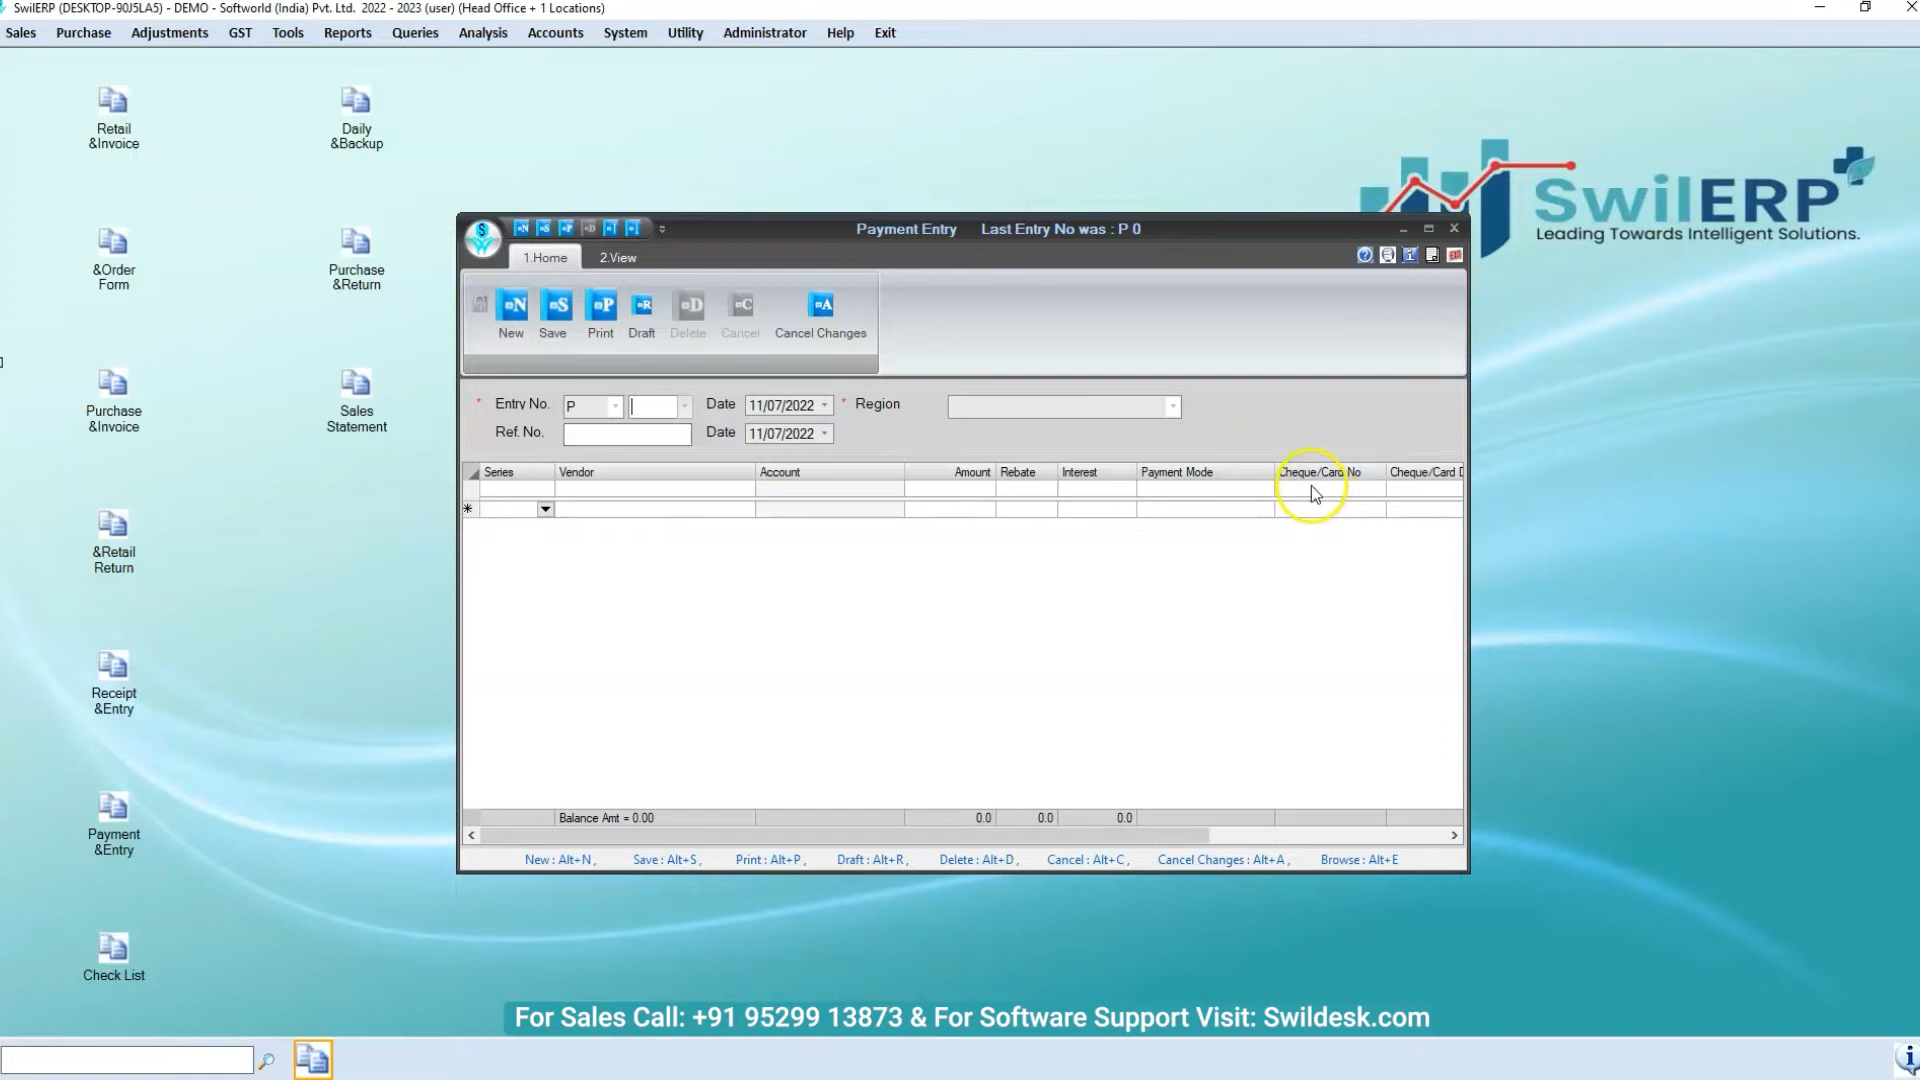 SwilERP (DESKTOP-90J5LA5) - DEMO - Softworld (India) Pvt. Ltd. 2022 - 2023 (user) (Head Office + 1 Locations)
Sales Purchase Adjustments GST Tools Reports Queries Analysis Accounts System Utility Administrator Help Exit
Retail
&Invoice
Daily
&Backup
&Order
Form
Purchase
&Return
Purchase
&Invoice
Sales
Statement
&Retail
Return
Receipt
&Entry
Payment
&Entry
Check List
SwilERP
Leading Towards Intelligent Solutions.
Payment Entry Last Entry No was : P 0
1.Home 2.View
New Save Print Draft Delete Cancel Cancel Changes
* Entry No. P Date 11/07/2022 * Region
Ref. No. Date 11/07/2022
Series Vendor Account Amount Rebate Interest Payment Mode Cheque/Card No Cheque/Card D
Balance Amt = 0.00 0.0 0.0 0.0
New : Alt+N , Save : Alt+S , Print : Alt+P , Draft : Alt+R , Delete : Alt+D , Cancel : Alt+C , Cancel Changes : Alt+A , Browse : Alt+E
For Sales Call: +91 95299 13873 & For Software Support Visit: Swildesk.com